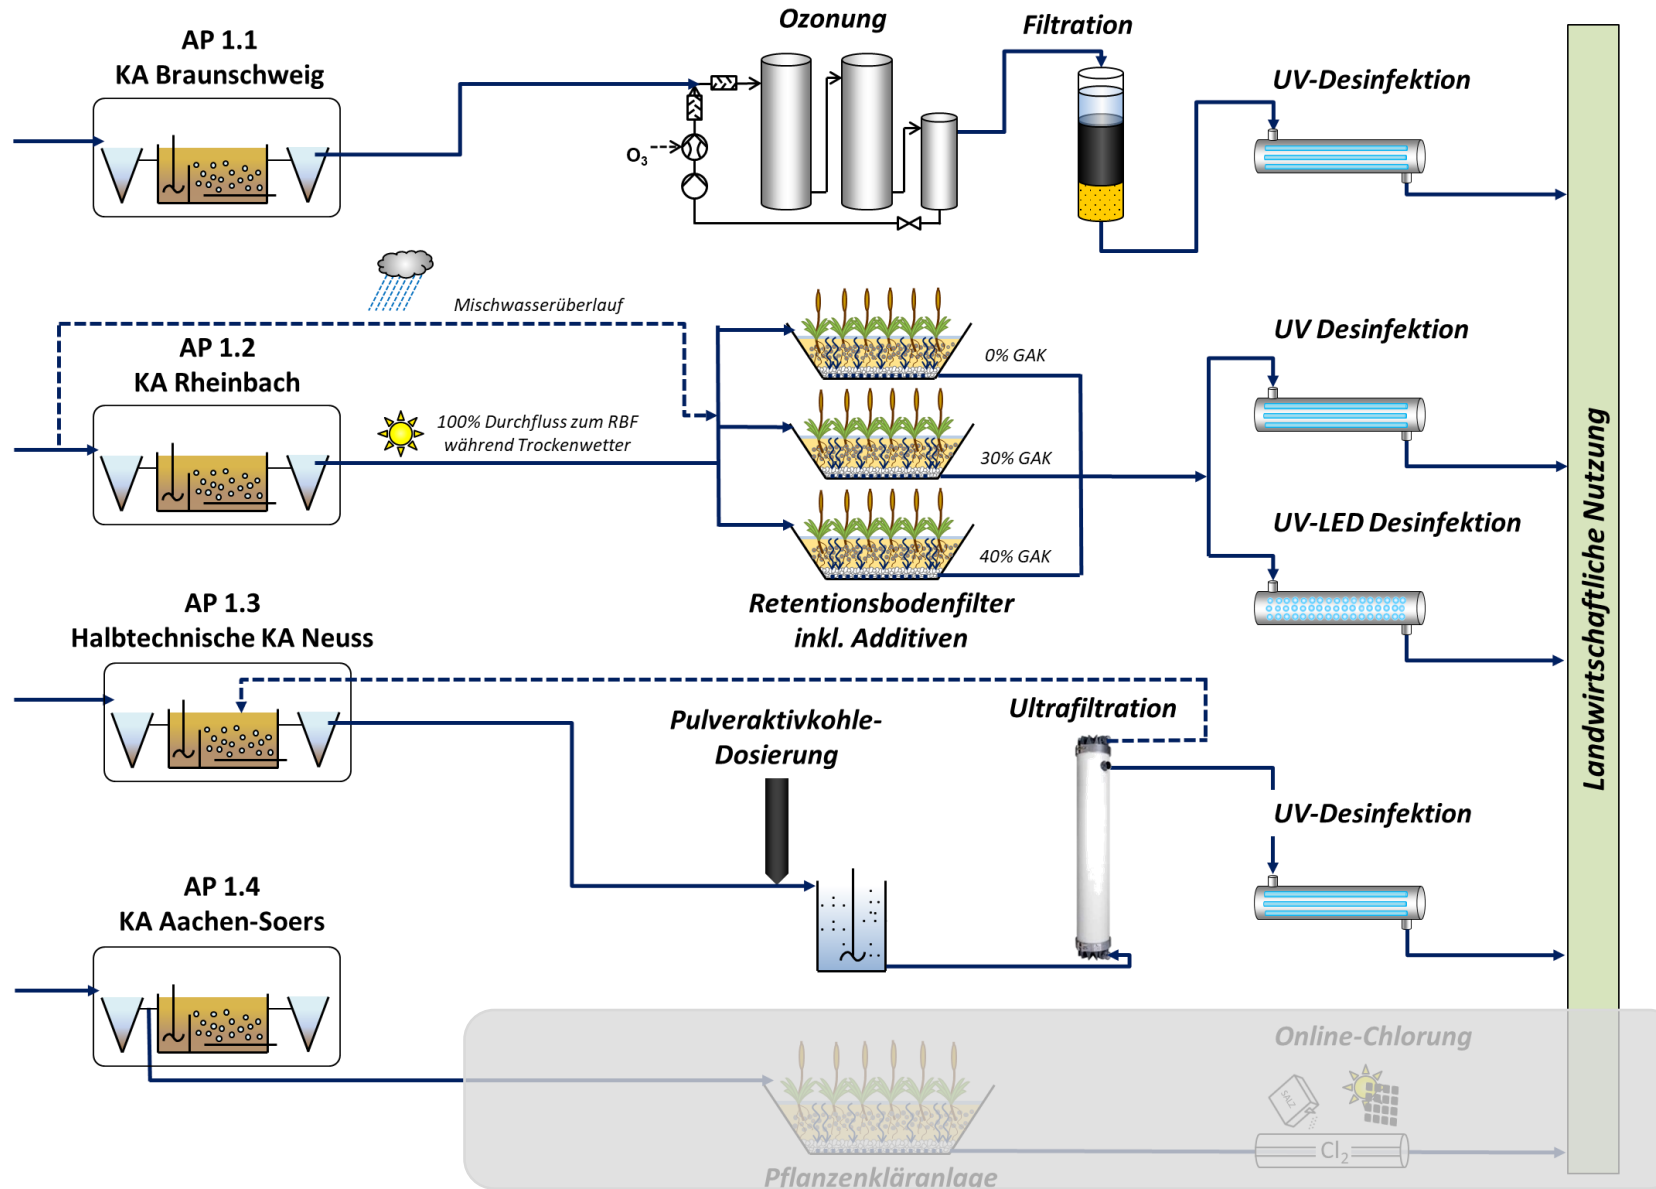 AP 1.1
KA Braunschweig
Ozonung
Filtration
UV-Desinfektion
O₃
Mischwasserüberlauf
AP 1.2
KA Rheinbach
100% Durchfluss zum RBF
während Trockenwetter
0% GAK
30% GAK
40% GAK
Retentionsbodenfilter
inkl. Additiven
UV Desinfektion
UV-LED Desinfektion
Landwirtschaftliche Nutzung
AP 1.3
Halbtechnische KA Neuss
Pulveraktivkohle-
Dosierung
Ultrafiltration
UV-Desinfektion
AP 1.4
KA Aachen-Soers
Pflanzenkläranlage
Online-Chlorung
SALZ
Cl₂